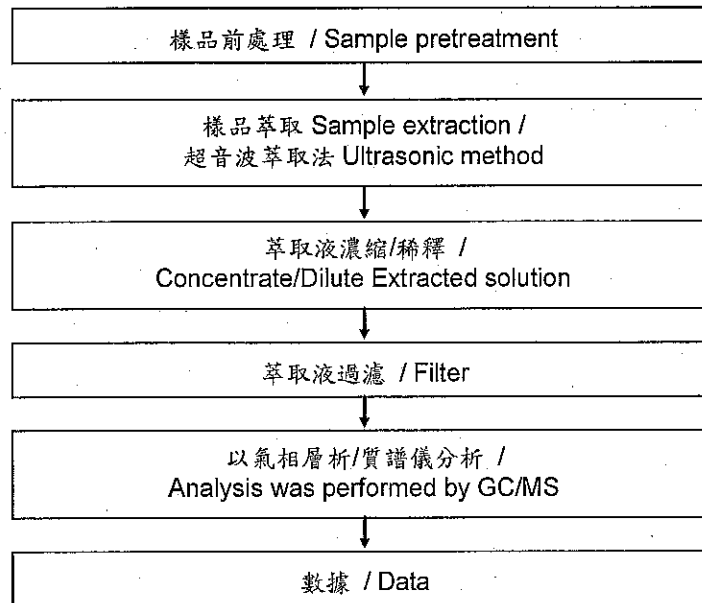 樣品前處理 / Sample pretreatment
樣品萃取 Sample extraction /
超音波萃取法 Ultrasonic method
萃取液濃縮/稀釋 /
Concentrate/Dilute Extracted solution
萃取液過濾 / Filter
以氣相層析/質譜儀分析 /
Analysis was performed by GC/MS
數據 / Data